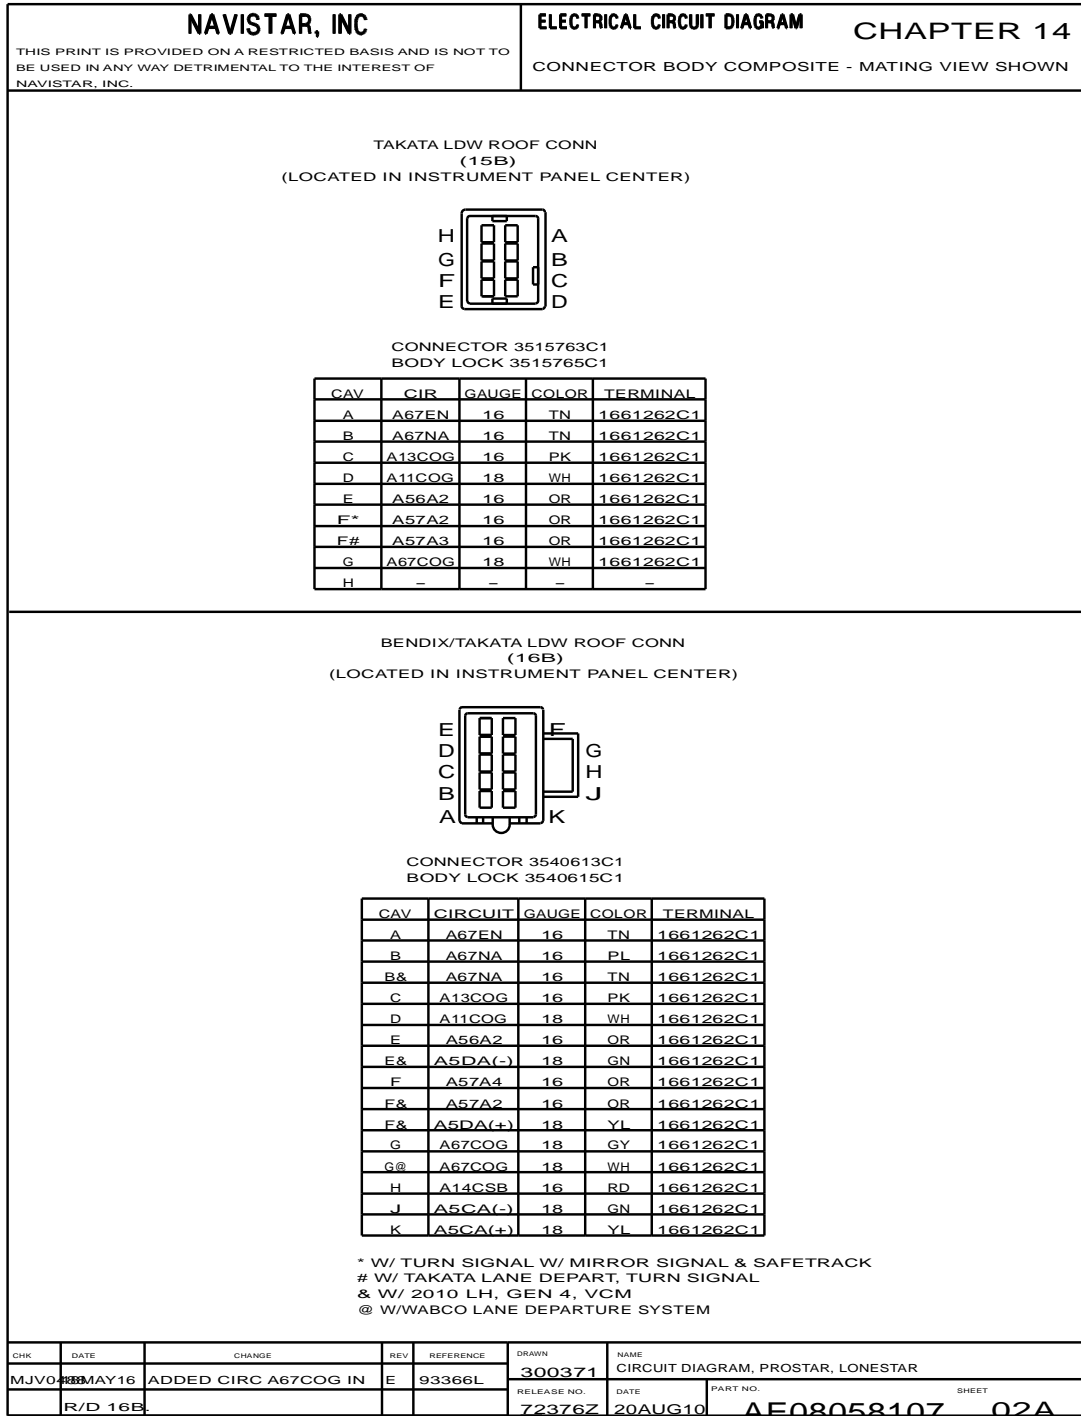 NAVISTAR, INC
THIS PRINT IS PROVIDED ON A RESTRICTED BASIS AND IS NOT TO
BE USED IN ANY WAY DETRIMENTAL TO THE INTEREST OF
NAVISTAR, INC.
ELECTRICAL CIRCUIT DIAGRAM CHAPTER 14
CONNECTOR BODY COMPOSITE - MATING VIEW SHOWN
TAKATA LDW ROOF CONN
(15B)
(LOCATED IN INSTRUMENT PANEL CENTER)
H A
G B
F C
E D
CONNECTOR 3515763C1
BODY LOCK 3515765C1
CAV CIR GAUGE COLOR TERMINAL
A A67EN 16 TN 1661262C1
B A67NA 16 TN 1661262C1
C A13COG 16 PK 1661262C1
D A11COG 18 WH 1661262C1
E A56A2 16 OR 1661262C1
F* A57A2 16 OR 1661262C1
F# A57A3 16 OR 1661262C1
G A67COG 18 WH 1661262C1
H – – – –
BENDIX/TAKATA LDW ROOF CONN
(16B)
(LOCATED IN INSTRUMENT PANEL CENTER)
E F
D G
C H
B J
A K
CONNECTOR 3540613C1
BODY LOCK 3540615C1
CAV CIRCUIT GAUGE COLOR TERMINAL
A A67EN 16 TN 1661262C1
B A67NA 16 PL 1661262C1
B& A67NA 16 TN 1661262C1
C A13COG 16 PK 1661262C1
D A11COG 18 WH 1661262C1
E A56A2 16 OR 1661262C1
E& A5DA(-) 18 GN 1661262C1
F A57A4 16 OR 1661262C1
F& A57A2 16 OR 1661262C1
F& A5DA(+) 18 YL 1661262C1
G A67COG 18 GY 1661262C1
G@ A67COG 18 WH 1661262C1
H A14CSB 16 RD 1661262C1
J A5CA(-) 18 GN 1661262C1
K A5CA(+) 18 YL 1661262C1
* W/ TURN SIGNAL W/ MIRROR SIGNAL & SAFETRACK
# W/ TAKATA LANE DEPART, TURN SIGNAL
& W/ 2010 LH, GEN 4, VCM
@ W/WABCO LANE DEPARTURE SYSTEM
CHK DATE CHANGE REV REFERENCE
ADDED CIRC A67COG IN E 93366L
R/D 16B.
DRAWN
300371
NAME
CIRCUIT DIAGRAM, PROSTAR, LONESTAR
RELEASE NO. DATE PART NO. SHEET
72376Z 20AUG10 AF08058107 02A